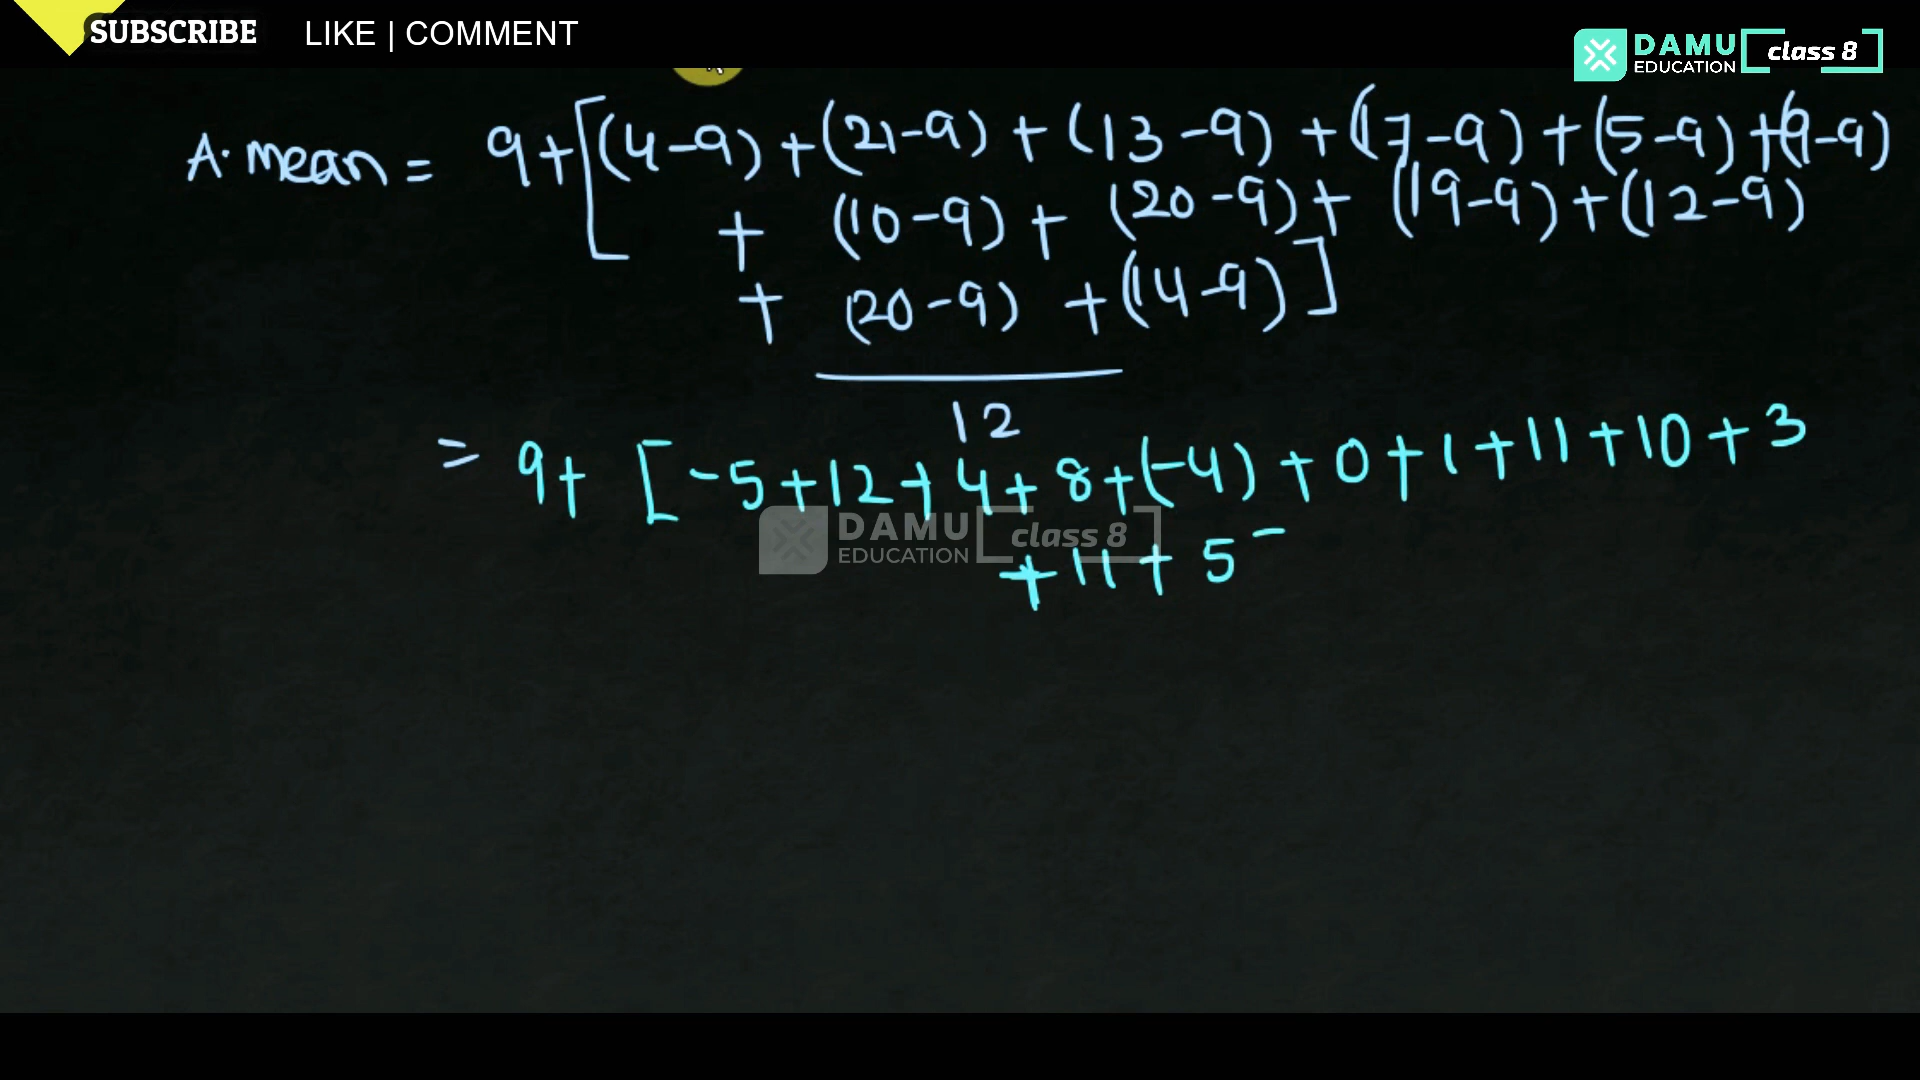 SUBSCRIBE LIKE | COMMENT
DAMU EDUCATION class 8
A. mean = 9+[(4-9)+(21-9)+(13-9)+(17-9)+(5-9)+(9-9)
+ (10-9)+(20-9)+(19-9)+(12-9)
+ (20-9)+(14-9)]
12
= 9+ [-5+12+4+8+(-4)+0+1+11+10+3
DAMU EDUCATION class 8
+11+5